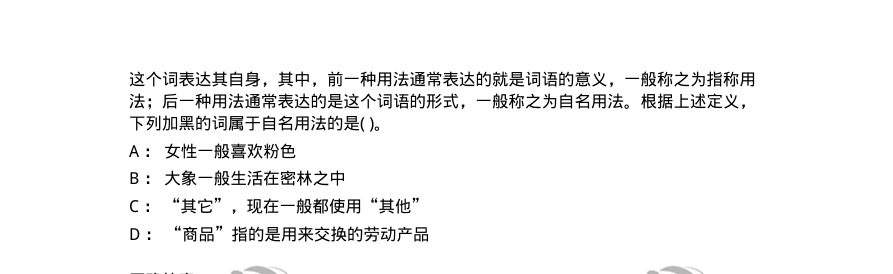 这个词表达其自身，其中，前一种用法通常表达的就是词语的意义，一般称之为指称用
法；后一种用法通常表达的是这个词语的形式，一般称之为自名用法。根据上述定义，
下列加黑的词属于自名用法的是( )。
A： 女性一般喜欢粉色
B： 大象一般生活在密林之中
C： “其它”，现在一般都使用“其他”
D： “商品”指的是用来交换的劳动产品